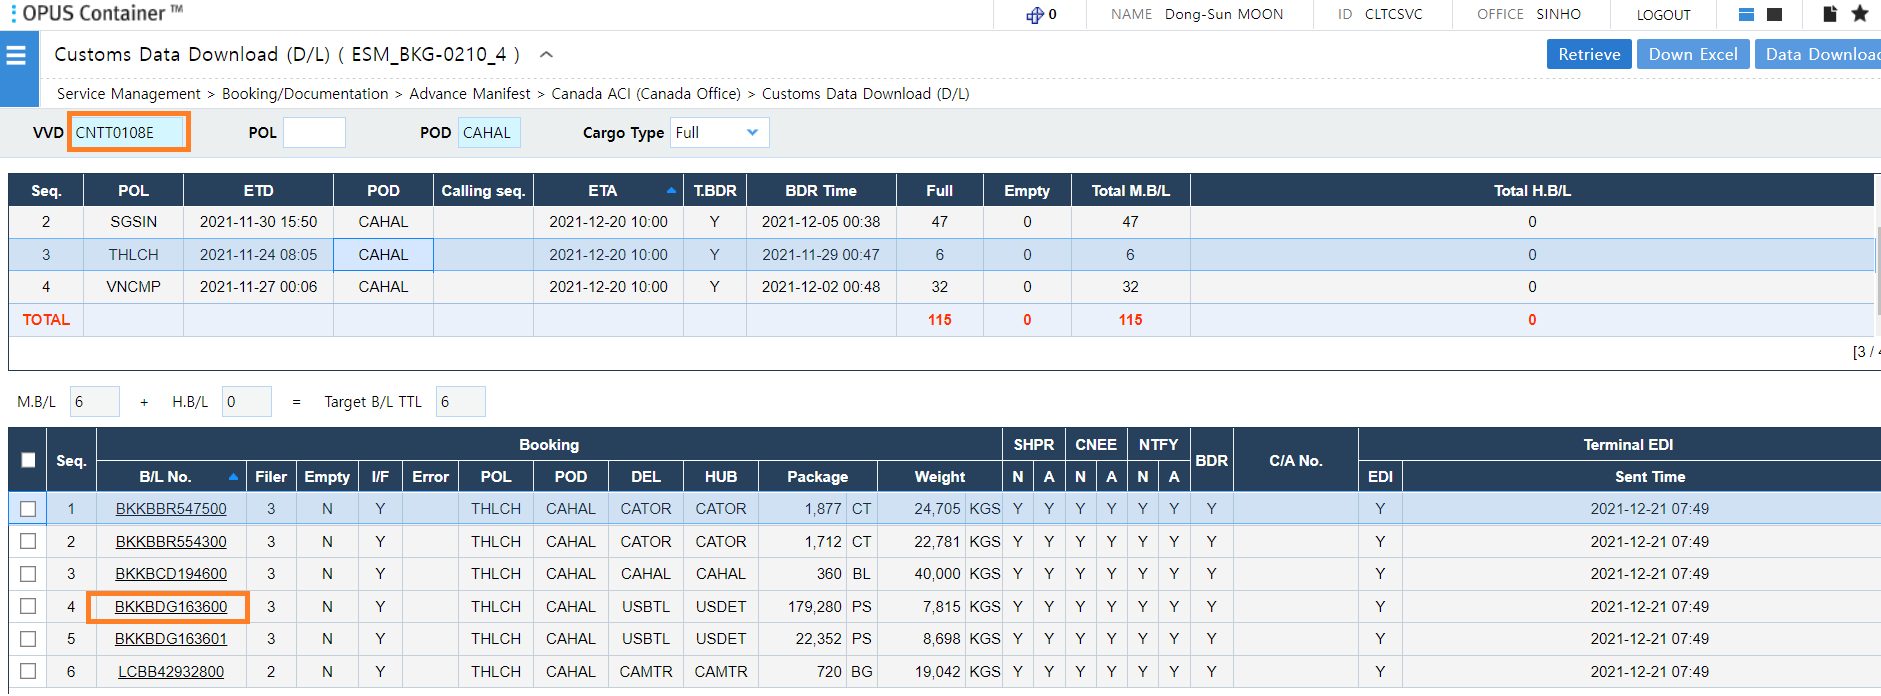 OPUS Container ™
0 NAME Dong-Sun MOON ID CLTCSVC OFFICE SINHO LOGOUT
Customs Data Download (D/L) ( ESM_BKG-0210_4 ) Retrieve Down Excel Data Downloa
Service Management > Booking/Documentation > Advance Manifest > Canada ACI (Canada Office) > Customs Data Download (D/L)
VVD CNTT0108E POL POD CAHAL Cargo Type Full
Seq. POL ETD POD Calling seq. ETA T.BDR BDR Time Full Empty Total M.B/L Total H.B/L
2 SGSIN 2021-11-30 15:50 CAHAL 2021-12-20 10:00 Y 2021-12-05 00:38 47 0 47 0
3 THLCH 2021-11-24 08:05 CAHAL 2021-12-20 10:00 Y 2021-11-29 00:47 6 0 6 0
4 VNCMP 2021-11-27 00:06 CAHAL 2021-12-20 10:00 Y 2021-12-02 00:48 32 0 32 0
TOTAL 115 0 115 0
[3 / 4
M.B/L 6 + H.B/L 0 = Target B/L TTL 6
Seq. Booking SHPR CNEE NTFY BDR C/A No. Terminal EDI
B/L No. Filer Empty I/F Error POL POD DEL HUB Package Weight N A N A N A EDI Sent Time
1 BKKBBR547500 3 N Y THLCH CAHAL CATOR CATOR 1,877 CT 24,705 KGS Y Y Y Y Y Y Y Y 2021-12-21 07:49
2 BKKBBR554300 3 N Y THLCH CAHAL CATOR CATOR 1,712 CT 22,781 KGS Y Y Y Y Y Y Y Y 2021-12-21 07:49
3 BKKBCD194600 3 N Y THLCH CAHAL CAHAL CAHAL 360 BL 40,000 KGS Y Y Y Y Y Y Y Y 2021-12-21 07:49
4 BKKBDG163600 3 N Y THLCH CAHAL USBTL USDET 179,280 PS 7,815 KGS Y Y Y Y Y Y Y Y 2021-12-21 07:49
5 BKKBDG163601 3 N Y THLCH CAHAL USBTL USDET 22,352 PS 8,698 KGS Y Y Y Y Y Y Y Y 2021-12-21 07:49
6 LCBB42932800 2 N Y THLCH CAHAL CAMTR CAMTR 720 BG 19,042 KGS Y Y Y Y Y Y Y Y 2021-12-21 07:49